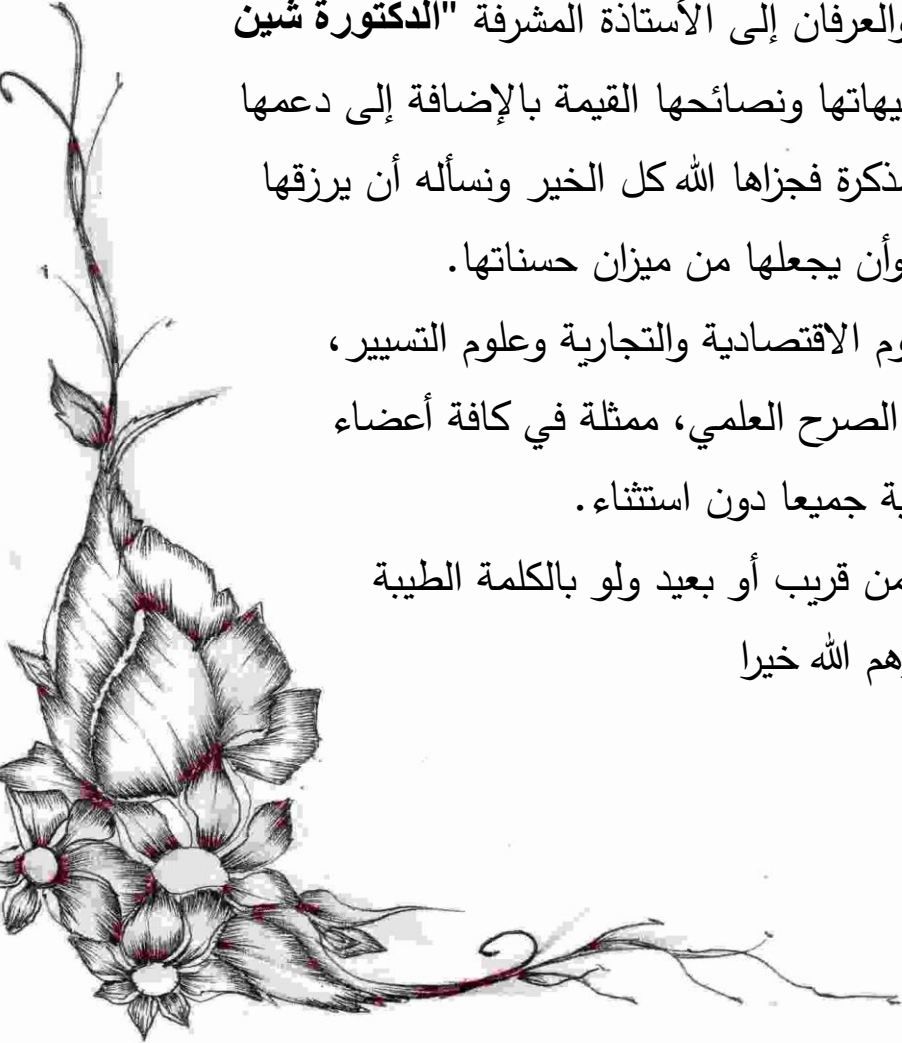 والعرفان إلى الأستاذة المشرفة "الدكتورة شين
يهاتها ونصائحها القيمة بالإضافة إلى دعمها
ذكرة فجزاها الله كل الخير ونسأله أن يرزقها
وأن يجعلها من ميزان حسناتها.
وم الاقتصادية والتجارية وعلوم التسيير،
الصرح العلمي، ممثلة في كافة أعضاء
ية جميعا دون استثناء.
من قريب أو بعيد ولو بالكلمة الطيبة
هم الله خيرا